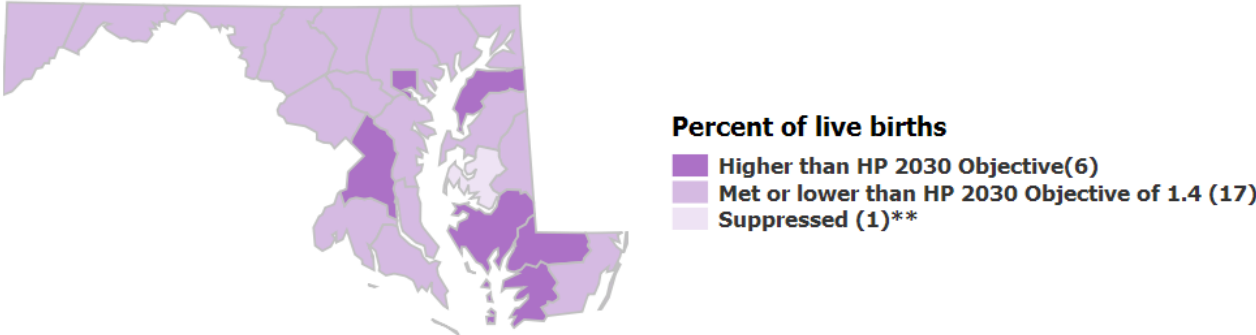 Percent of live births
Higher than HP 2030 Objective(6)
Met or lower than HP 2030 Objective of 1.4 (17)
Suppressed (1)**